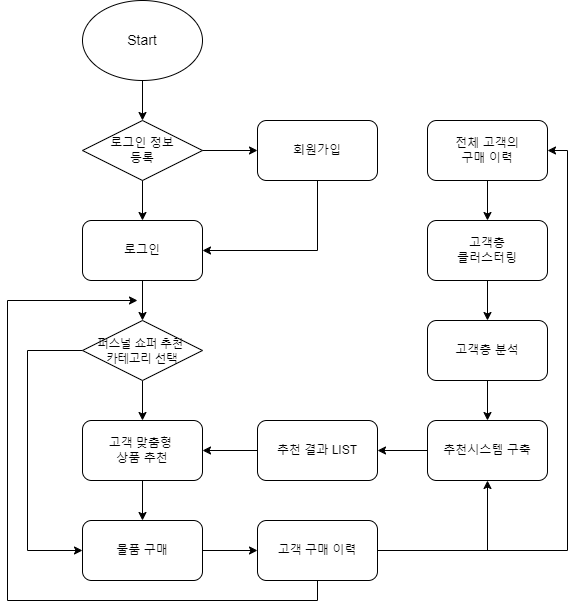 Start
로그인 정보
등록
회원가입
전체 고객의
구매 이력
로그인
고객층
클러스터링
퍼스널 쇼퍼 추천
카테고리 선택
고객층 분석
고객 맞춤형
상품 추천
추천 결과 LIST
추천시스템 구축
물품 구매
고객 구매 이력